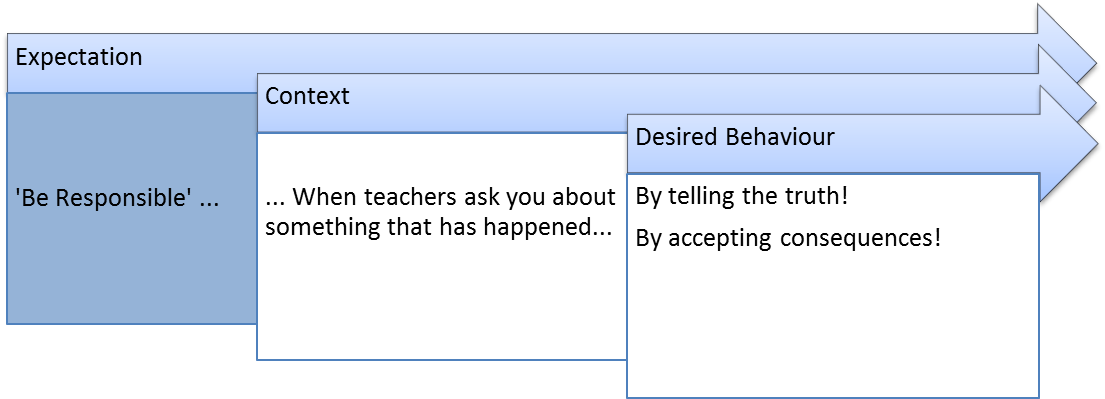 Expectation
'Be Responsible' ...
Context
... When teachers ask you about
something that has happened...
Desired Behaviour
By telling the truth!
By accepting consequences!